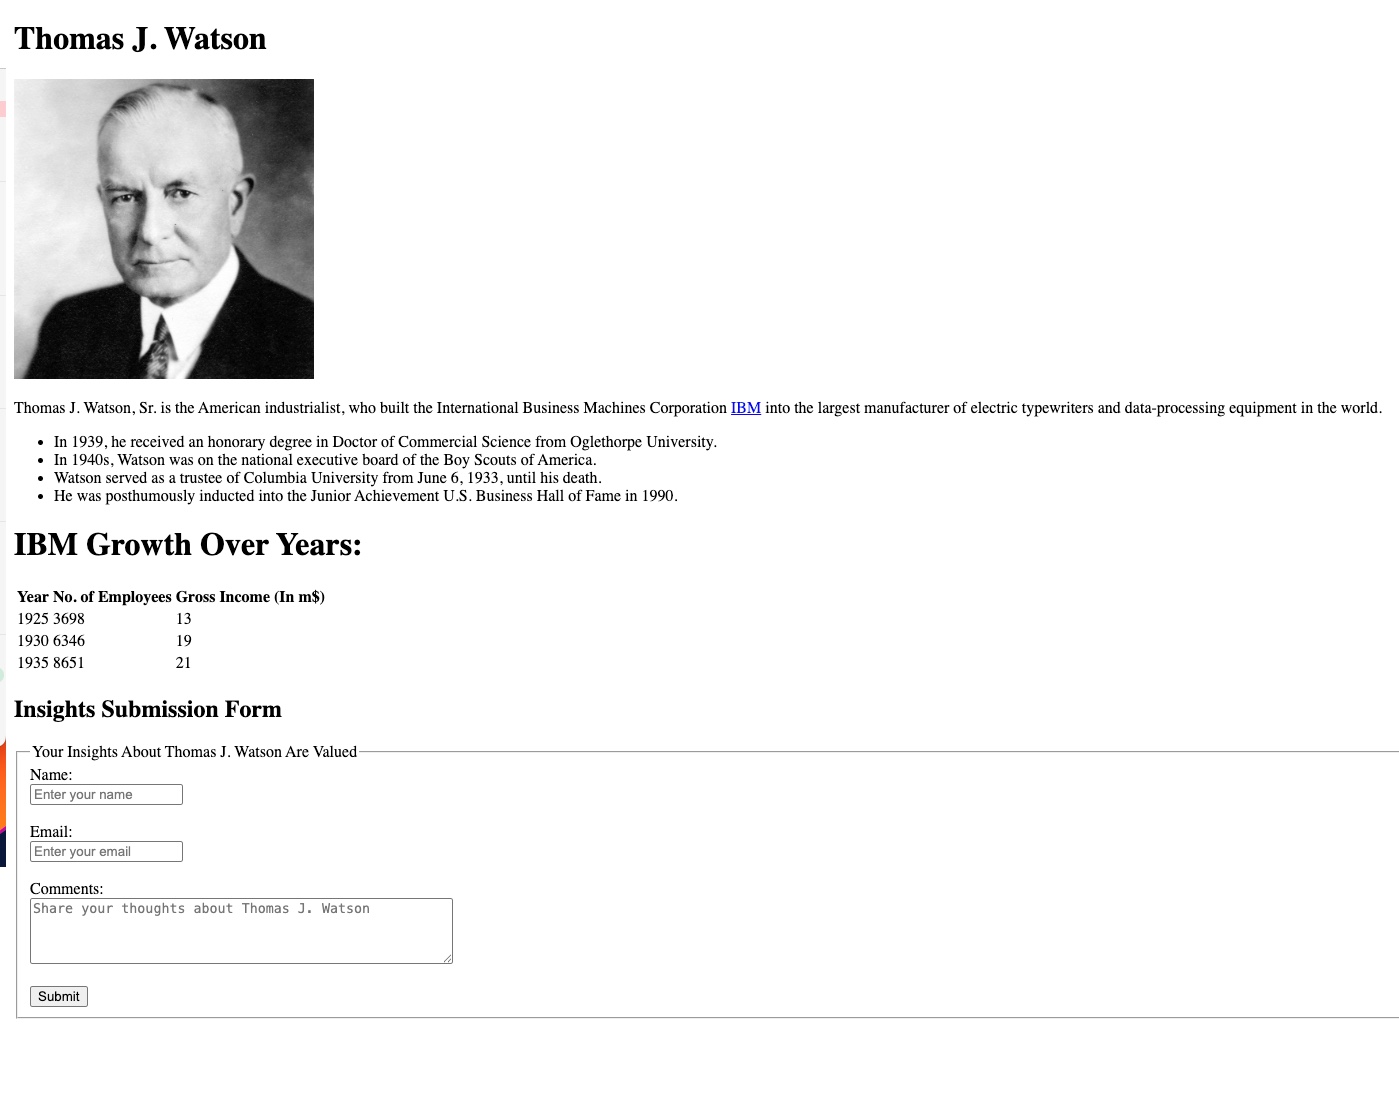 Thomas J. Watson
Thomas J. Watson, Sr. is the American industrialist, who built the International Business Machines Corporation IBM into the largest manufacturer of electric typewriters and data-processing equipment in the world.
In 1939, he received an honorary degree in Doctor of Commercial Science from Oglethorpe University.
In 1940s, Watson was on the national executive board of the Boy Scouts of America.
Watson served as a trustee of Columbia University from June 6, 1933, until his death.
He was posthumously inducted into the Junior Achievement U.S. Business Hall of Fame in 1990.
IBM Growth Over Years:
Year No. of Employees Gross Income (In m$)
1925 3698 13
1930 6346 19
1935 8651 21
Insights Submission Form
Your Insights About Thomas J. Watson Are Valued
Name:
Enter your name
Email:
Enter your email
Comments:
Share your thoughts about Thomas J. Watson
Submit